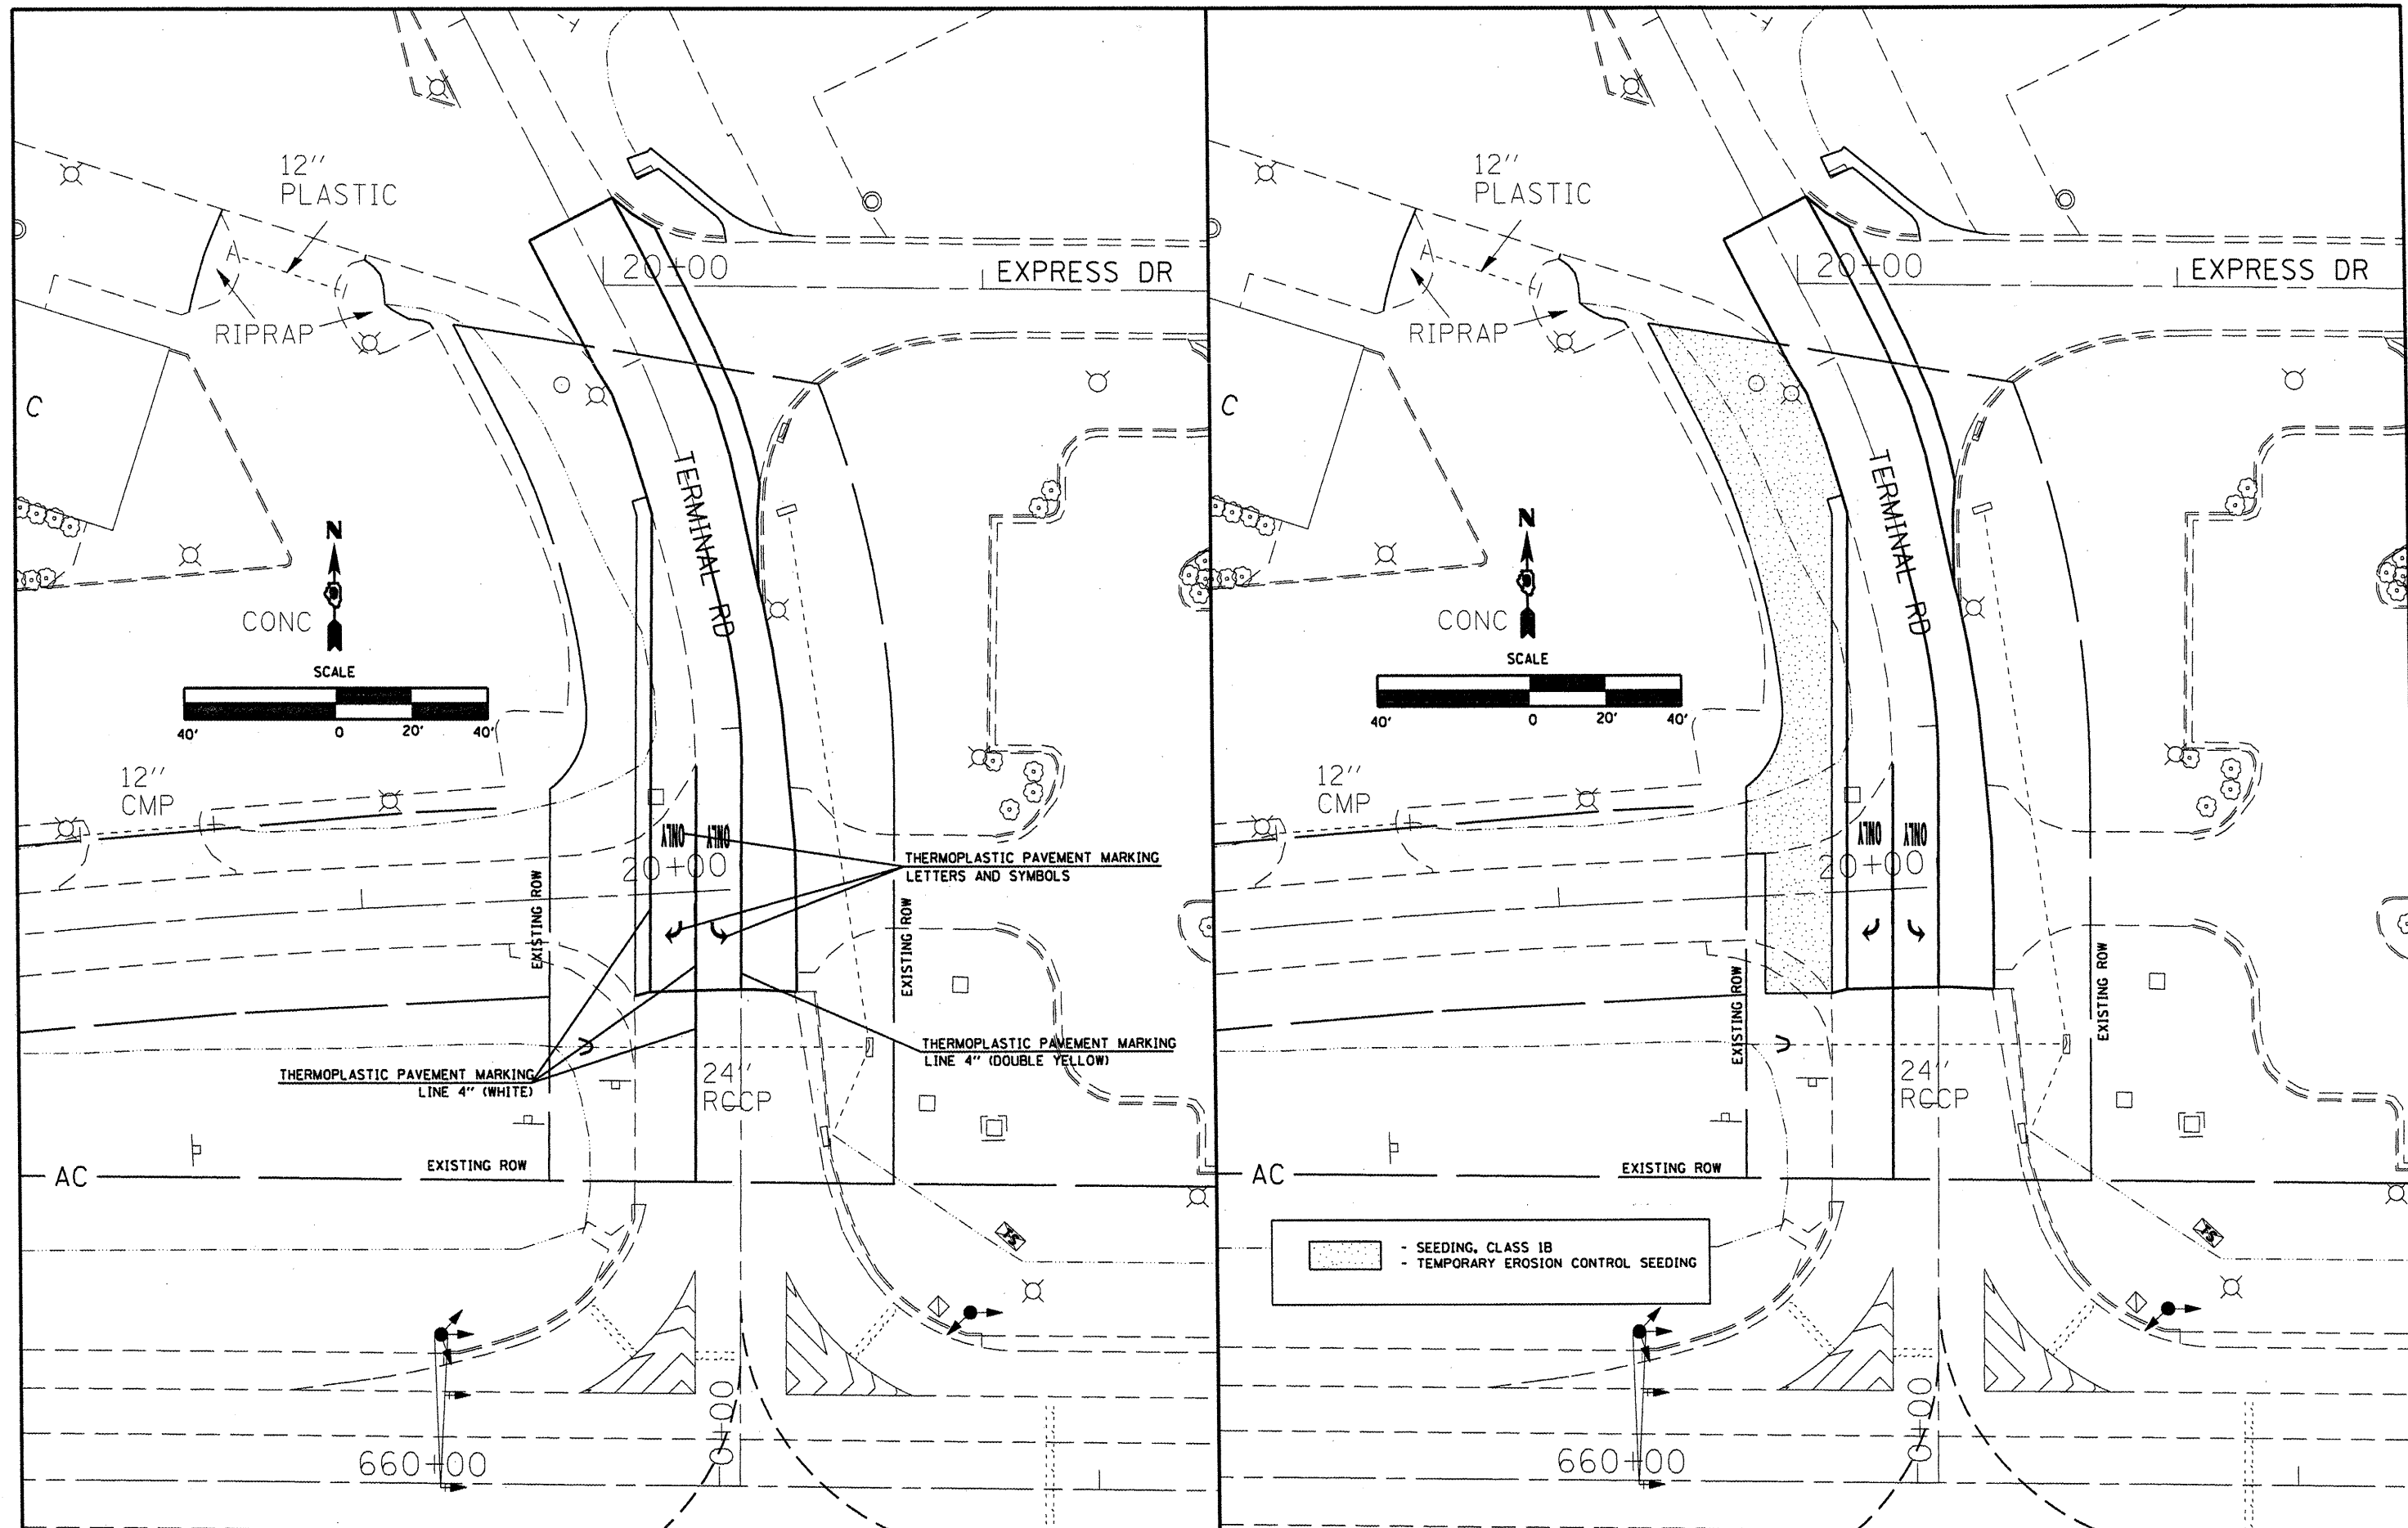 12"
PLASTIC
RIPRAP
20+00
EXPRESS DR
C
TERMINAL RD
N
CONC
SCALE
40' 0 20' 40'
12"
CMP
ONLY ONLY
20+00
THERMOPLASTIC PAVEMENT MARKING
LETTERS AND SYMBOLS
EXISTING ROW
EXISTING ROW
THERMOPLASTIC PAVEMENT MARKING
LINE 4" (DOUBLE YELLOW)
THERMOPLASTIC PAVEMENT MARKING
LINE 4" (WHITE)
24"
RCCP
EXISTING ROW
AC
660+00
0+00
12"
PLASTIC
RIPRAP
20+00
EXPRESS DR
C
TERMINAL RD
N
CONC
SCALE
40' 0 20' 40'
12"
CMP
ONLY ONLY
20+00
EXISTING ROW
EXISTING ROW
24"
RCCP
EXISTING ROW
AC
- SEEDING, CLASS 1B
- TEMPORARY EROSION CONTROL SEEDING
660+00
0+00